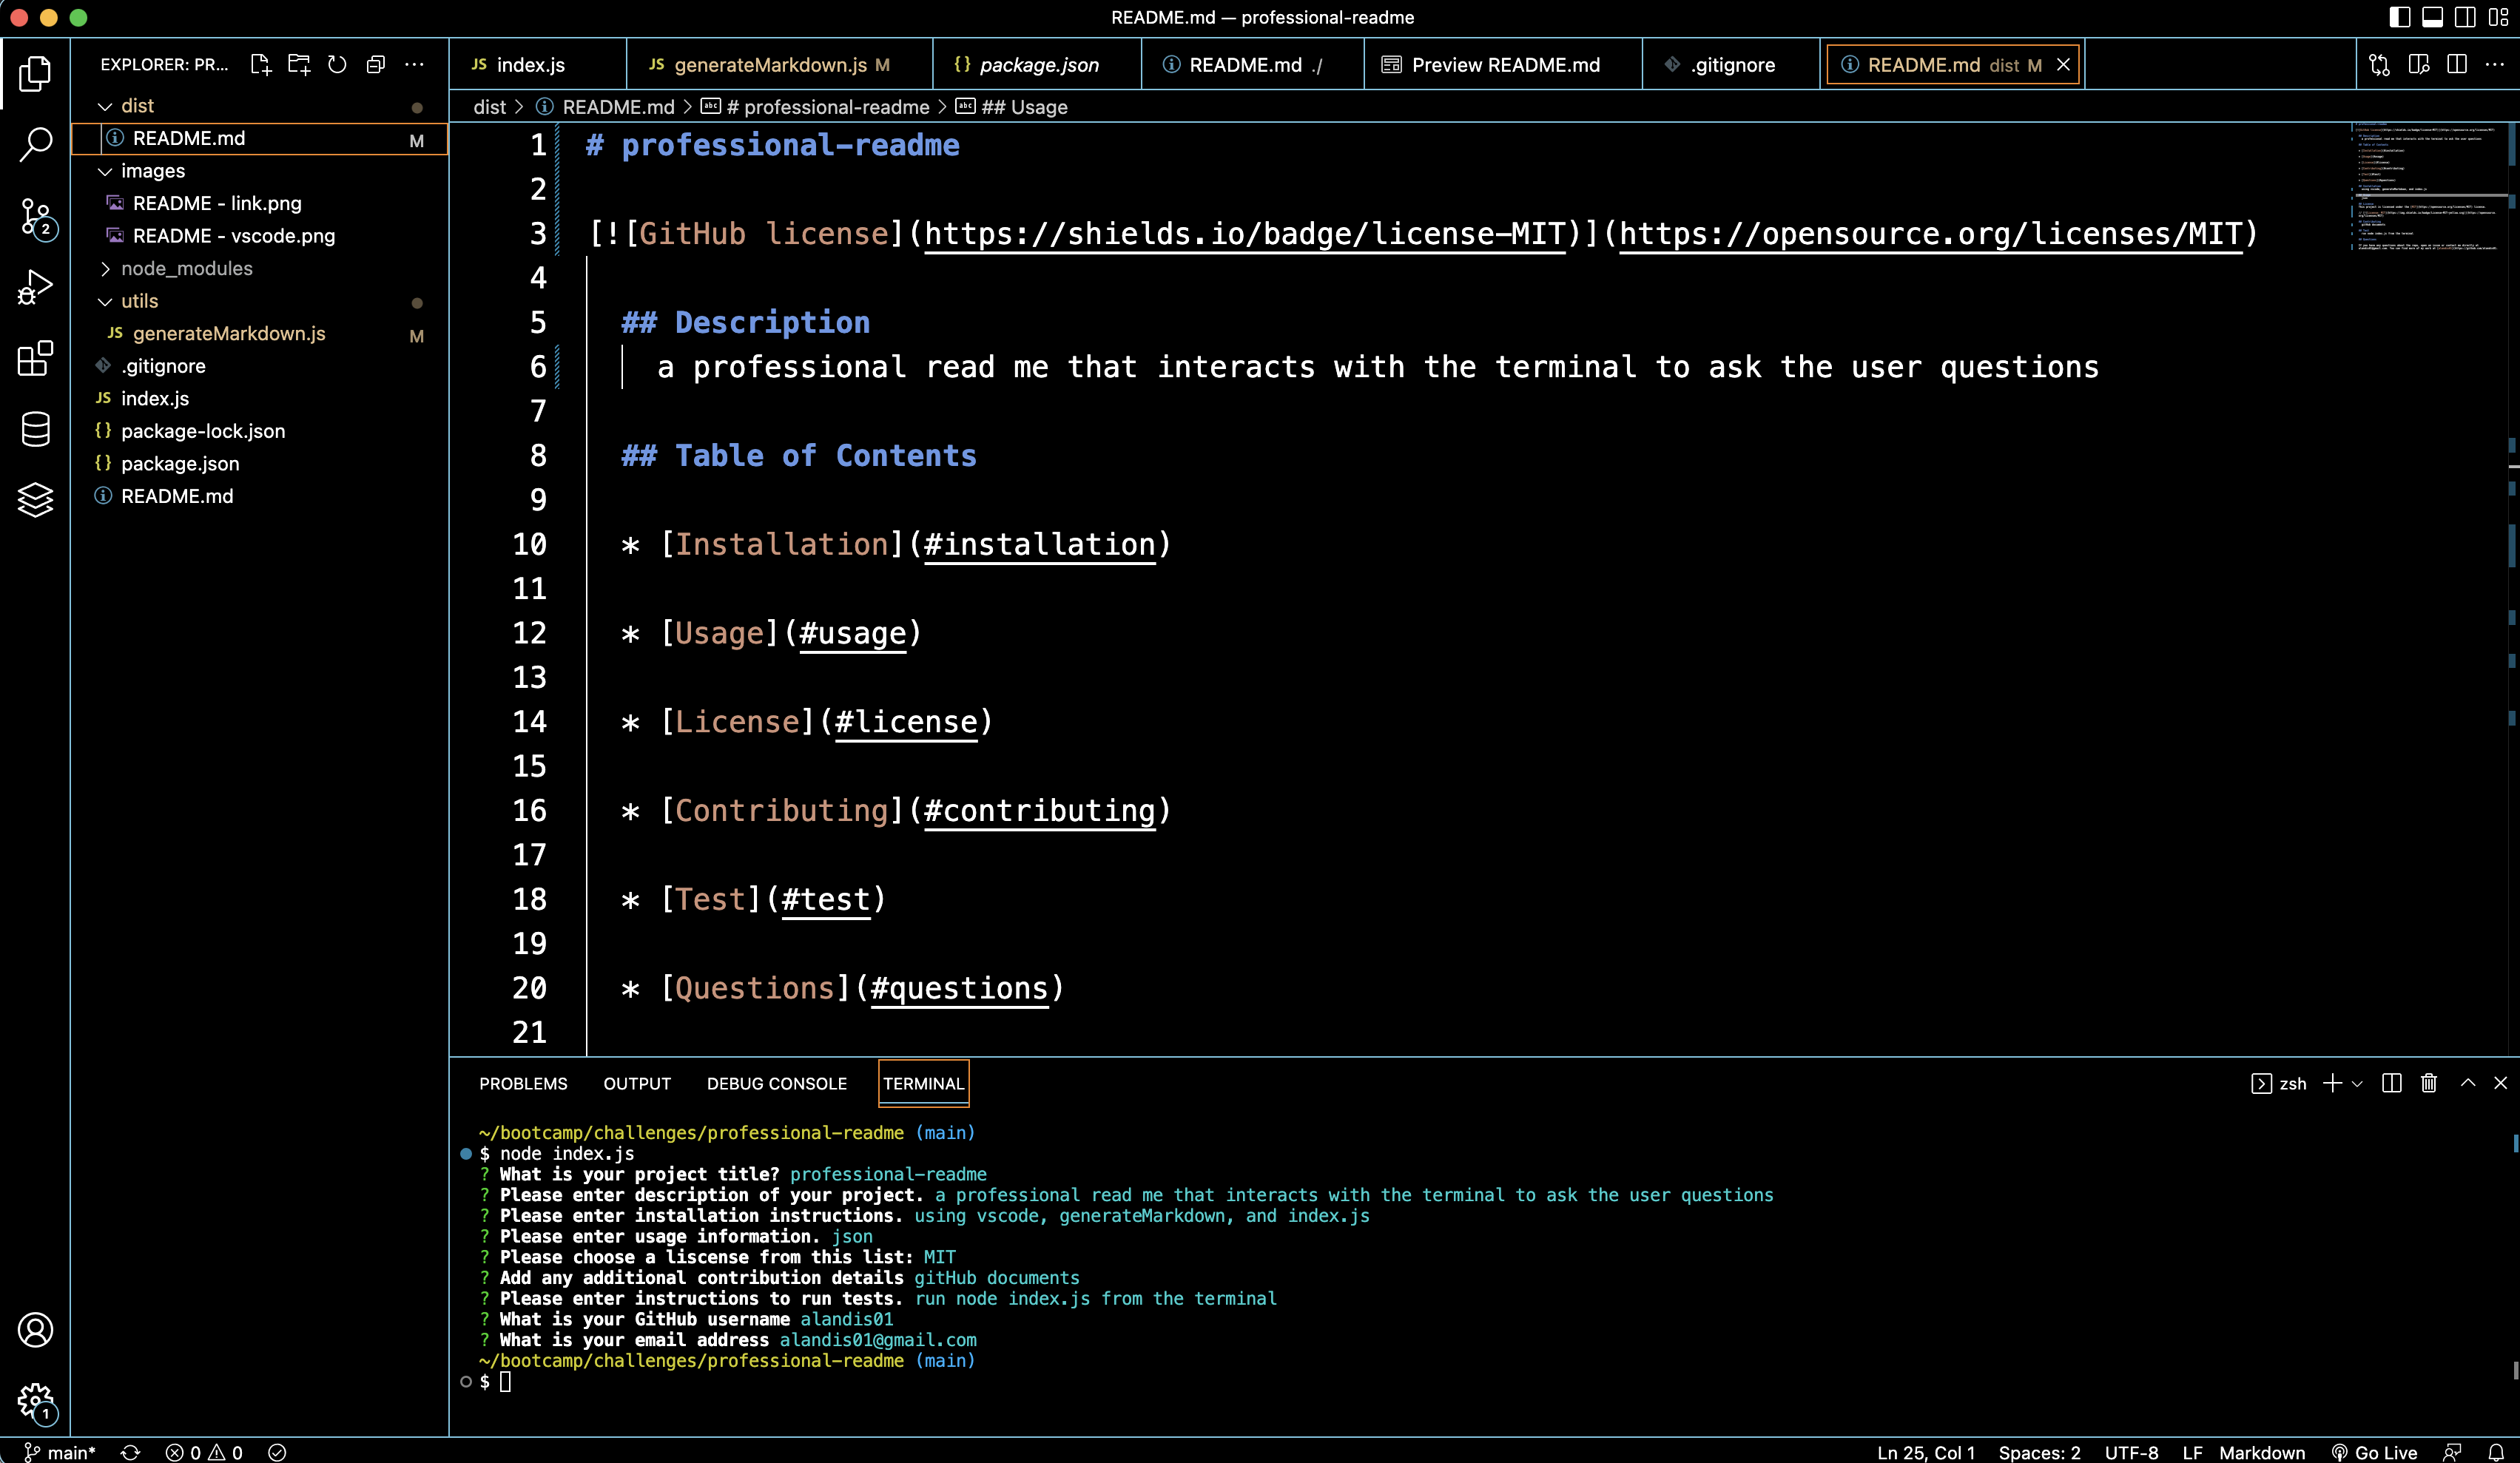 README.md — professional-readme
EXPLORER: PR...
dist
README.md M
images
README - link.png
README - vscode.png
node_modules
utils
JS generateMarkdown.js M
.gitignore
JS index.js
{} package-lock.json
{} package.json
README.md
2
1
JS index.js
JS generateMarkdown.js M
{} package.json
README.md ./
Preview README.md
.gitignore
README.md dist M
dist > README.md > # professional-readme > ## Usage
1 # professional-readme
2
3 [![GitHub license](https://shields.io/badge/license-MIT)](https://opensource.org/licenses/MIT)
4
5 ## Description
6 a professional read me that interacts with the terminal to ask the user questions
7
8 ## Table of Contents
9
10 * [Installation](#installation)
11
12 * [Usage](#usage)
13
14 * [License](#license)
15
16 * [Contributing](#contributing)
17
18 * [Test](#test)
19
20 * [Questions](#questions)
21
PROBLEMS OUTPUT DEBUG CONSOLE TERMINAL
zsh
~/bootcamp/challenges/professional-readme (main)
$ node index.js
? What is your project title? professional-readme
? Please enter description of your project. a professional read me that interacts with the terminal to ask the user questions
? Please enter installation instructions. using vscode, generateMarkdown, and index.js
? Please enter usage information. json
? Please choose a liscense from this list: MIT
? Add any additional contribution details gitHub documents
? Please enter instructions to run tests. run node index.js from the terminal
? What is your GitHub username alandis01
? What is your email address alandis01@gmail.com
~/bootcamp/challenges/professional-readme (main)
$
main* 0 0
Ln 25, Col 1 Spaces: 2 UTF-8 LF Markdown Go Live